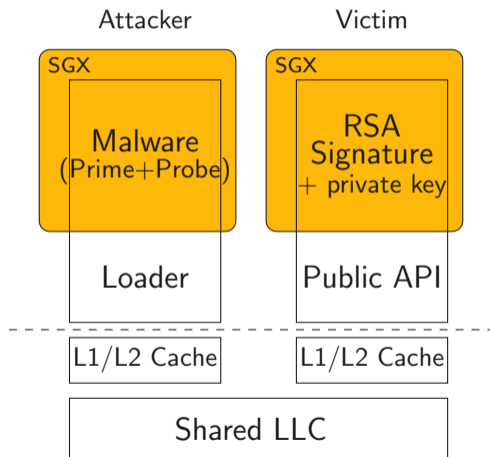 Attacker
Victim
SGX
SGX
Malware
(Prime+Probe)
RSA
Signature
+ private key
Loader
Public API
L1/L2 Cache
L1/L2 Cache
Shared LLC